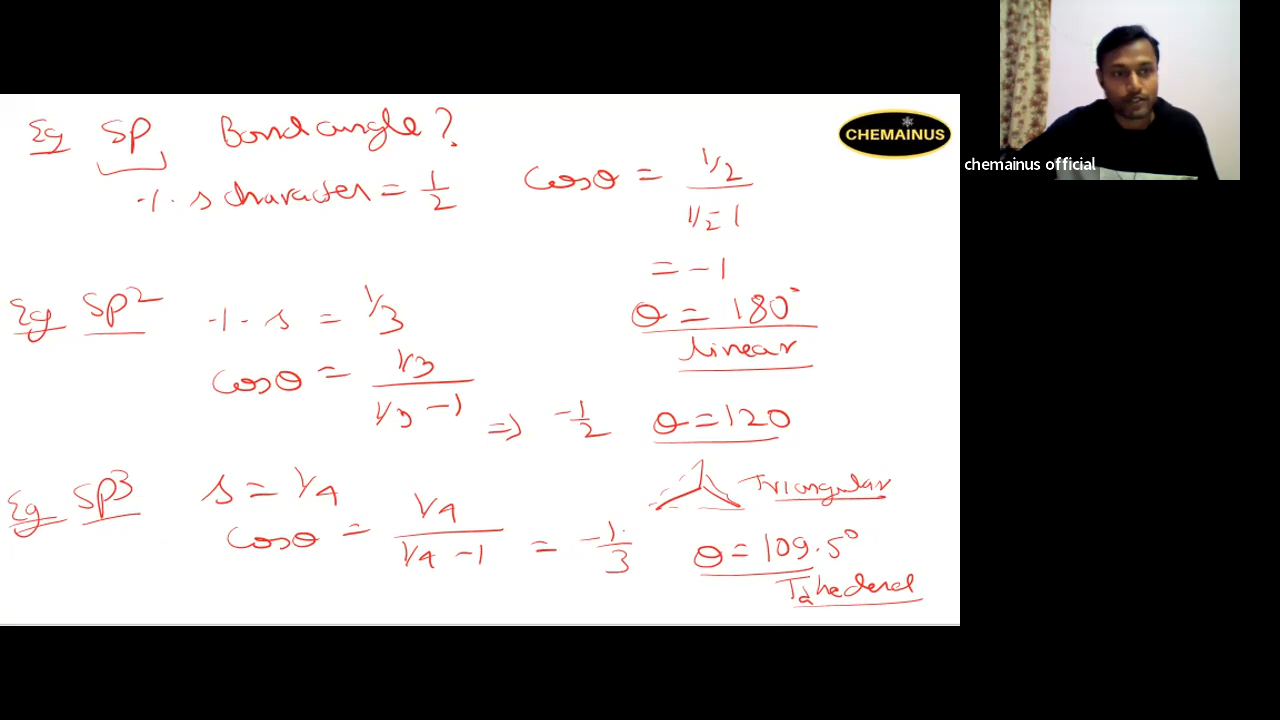 Eg sp Bond angle?
CHEMAINUS
chemainus official
·/· s character = 1/2
cosθ = 1/2 / 1/2 - 1
= -1
θ = 180°
linear
Eg sp2 ·/· s = 1/3
cosθ = 1/3 / 1/3 - 1 ⇒ -1/2 θ = 120
Triangular
Eg sp3 s = 1/4
cosθ = 1/4 / 1/4 - 1 = -1/3 θ = 109.5°